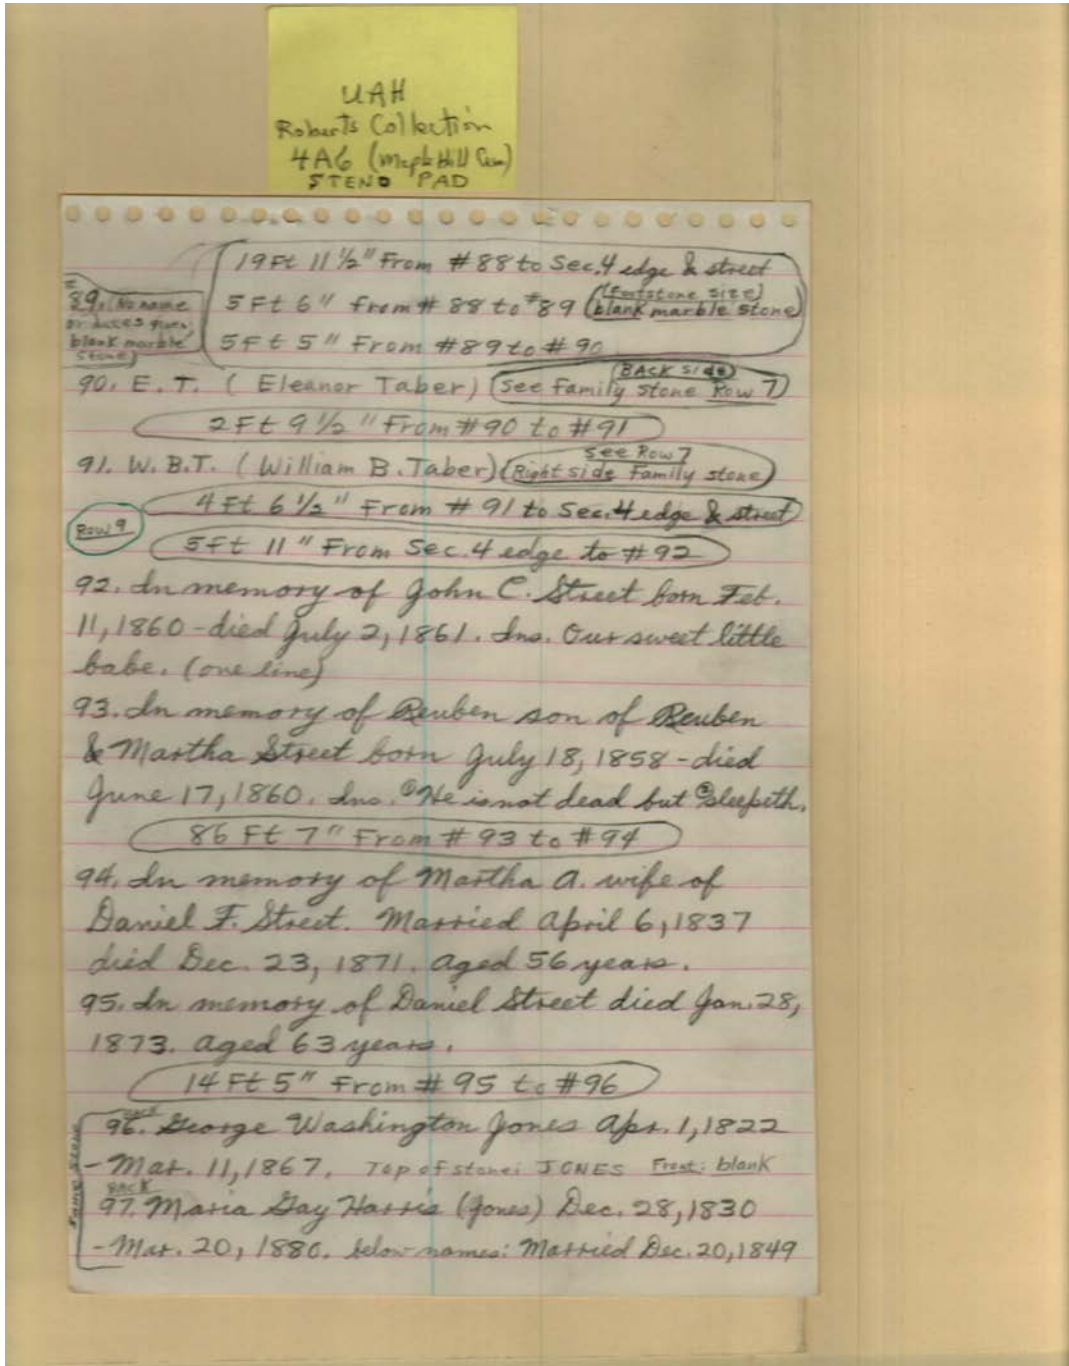 UAH
Roberts Collection
4A6 (Maple Hill Cem)
STENO PAD
19Ft 11 ½" From #88 to Sec. 4 edge & street
#89. (No name
or dates given,
blank marble
stone)
5Ft 6" From #88 to #89 (footstone size)
(blank marble stone)
5Ft 5" From #89 to #90
90. E. T. (Eleanor Taber) (See Family stone Row 7)
BACK side
2Ft 9 ½" From #90 to #91
91. W. B. T. (William B. Taber) (Right side Family stone)
See Row 7
4Ft 6 ½" From #91 to Sec. 4 edge & street
Row 9
5Ft 11" From Sec. 4 edge to #92
92. In memory of John C. Street born Feb.
11, 1860 - died July 2, 1861. Ins. Our sweet little
babe. (one line)
93. In memory of Reuben son of Reuben
& Martha Street born July 18, 1858 - died
June 17, 1860. Ins. ①He is not dead but ②sleepeth.
86 Ft 7" From #93 to #94
94. In memory of Martha A. wife of
Daniel F. Street. Married April 6, 1837
died Dec. 23, 1871. Aged 56 years.
95. In memory of Daniel Street died Jan. 28,
1873. Aged 63 years.
14 Ft 5" From #95 to #96
Same stone
BACK
96. George Washington Jones Apr. 1, 1822
- Mar. 11, 1867. Top of stone: JONES Front: blank
BACK
97. Maria Gay Harris (Jones) Dec. 28, 1830
- Mar. 20, 1880. below names: Married Dec. 20, 1849